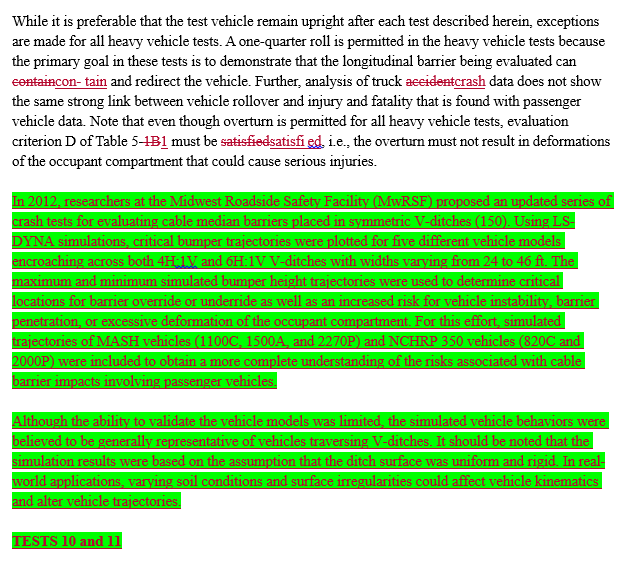 While it is preferable that the test vehicle remain upright after each test described herein, exceptions
are made for all heavy vehicle tests. A one-quarter roll is permitted in the heavy vehicle tests because
the primary goal in these tests is to demonstrate that the longitudinal barrier being evaluated can
containcon- tain and redirect the vehicle. Further, analysis of truck accidentcrash data does not show
the same strong link between vehicle rollover and injury and fatality that is found with passenger
vehicle data. Note that even though overturn is permitted for all heavy vehicle tests, evaluation
criterion D of Table 5-1B1 must be satisfiedsatisfi ed, i.e., the overturn must not result in deformations
of the occupant compartment that could cause serious injuries.
In 2012, researchers at the Midwest Roadside Safety Facility (MwRSF) proposed an updated series of
crash tests for evaluating cable median barriers placed in symmetric V-ditches (150). Using LS-
DYNA simulations, critical bumper trajectories were plotted for five different vehicle models
encroaching across both 4H:1V and 6H:1V V-ditches with widths varying from 24 to 46 ft. The
maximum and minimum simulated bumper height trajectories were used to determine critical
locations for barrier override or underride as well as an increased risk for vehicle instability, barrier
penetration, or excessive deformation of the occupant compartment. For this effort, simulated
trajectories of MASH vehicles (1100C, 1500A, and 2270P) and NCHRP 350 vehicles (820C and
2000P) were included to obtain a more complete understanding of the risks associated with cable
barrier impacts involving passenger vehicles.
Although the ability to validate the vehicle models was limited, the simulated vehicle behaviors were
believed to be generally representative of vehicles traversing V-ditches. It should be noted that the
simulation results were based on the assumption that the ditch surface was uniform and rigid. In real-
world applications, varying soil conditions and surface irregularities could affect vehicle kinematics
and alter vehicle trajectories.
TESTS 10 and 11